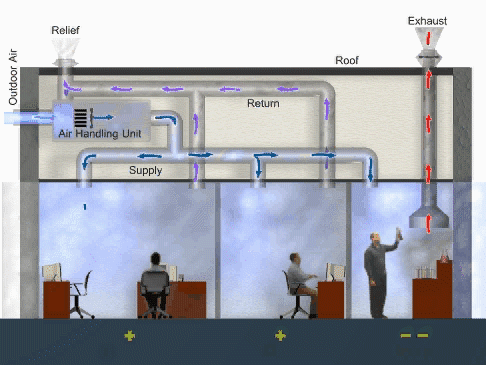 Relief
Exhaust
Outdoor Air
Roof
Return
Air Handling Unit
Supply
+ + − −